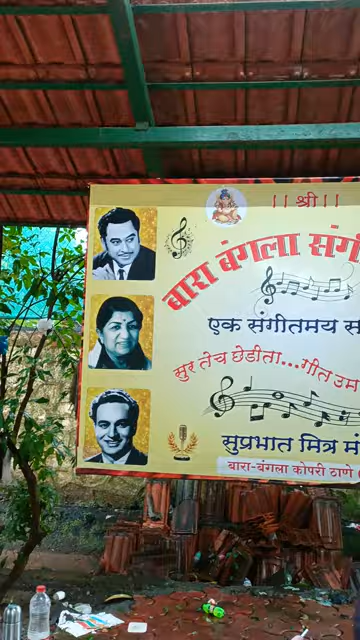 ||श्री||
बारा बंगला
एक संगीतमय
सुर तेच छेडीता...गीत
सुप्रभात मित्र
बारा-बंगला कोपरी ठाणे